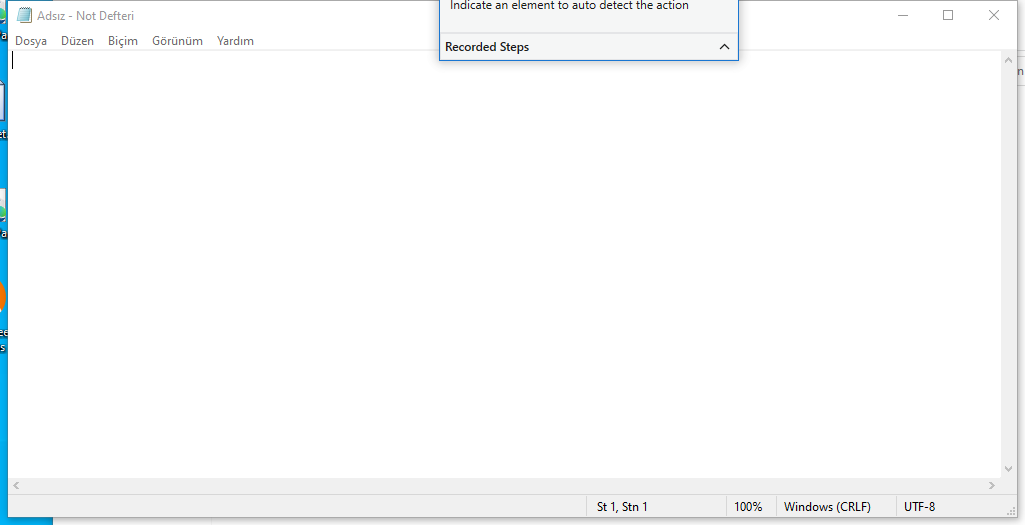 Indicate an element to auto detect the action
Adsız - Not Defteri
Recorded Steps
Dosya Düzen Biçim Görünüm Yardım
St 1, Stn 1 100% Windows (CRLF) UTF-8